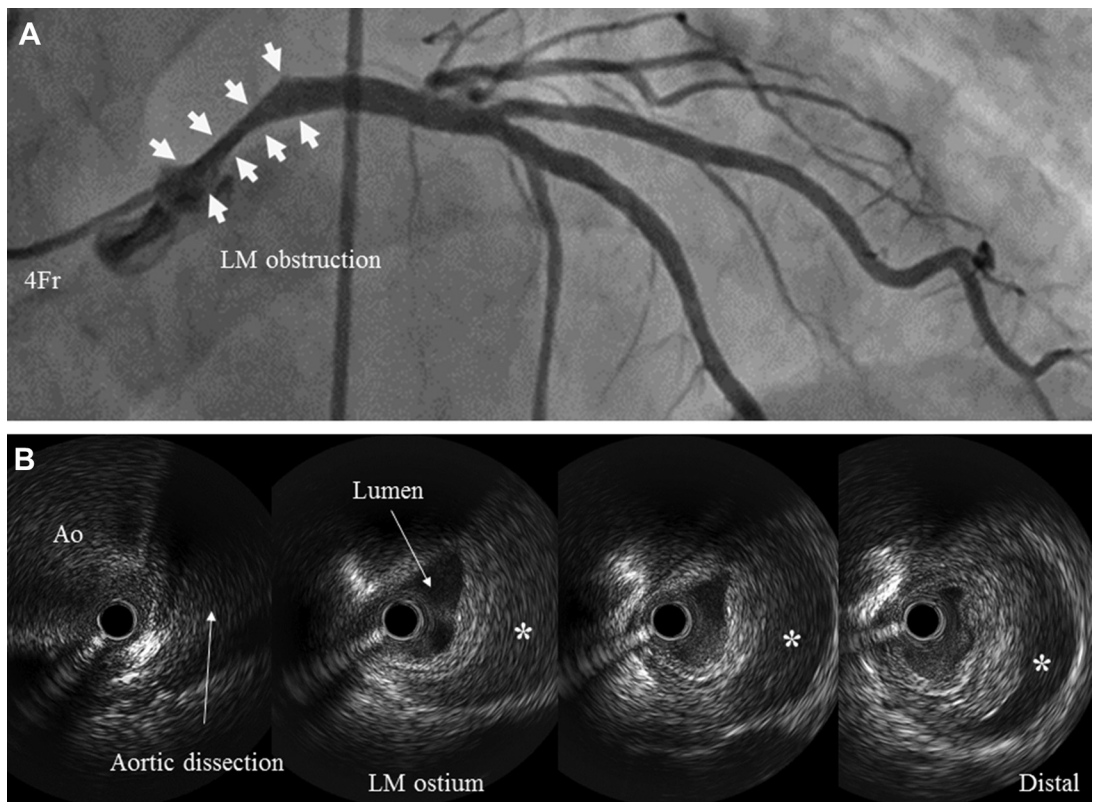 A
4Fr
LM obstruction
B
Ao
Lumen
*
*
*
Aortic dissection
LM ostium
Distal